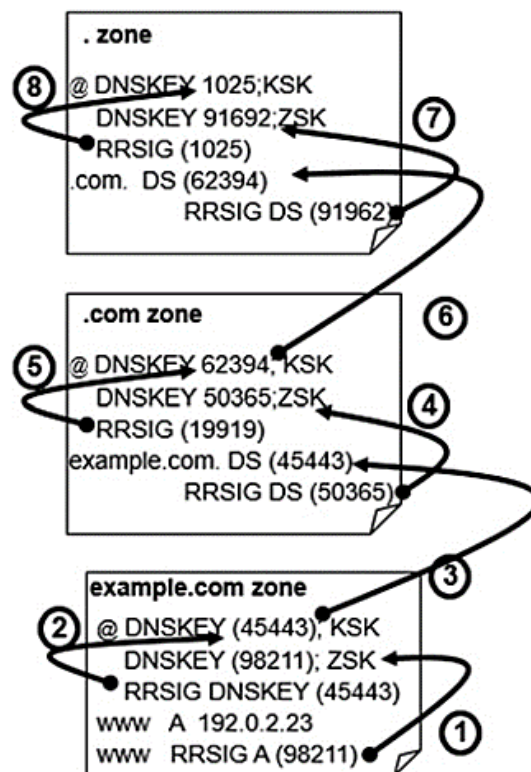 . zone
@ DNSKEY 1025;KSK
DNSKEY 91692;ZSK
RRSIG (1025)
.com. DS (62394)
RRSIG DS (91962)
8
7
.com zone
6
@ DNSKEY 62394; KSK
DNSKEY 50365;ZSK
RRSIG (19919)
example.com. DS (45443)
RRSIG DS (50365)
5
4
example.com zone
3
@ DNSKEY (45443); KSK
DNSKEY (98211); ZSK
RRSIG DNSKEY (45443)
www A 192.0.2.23
www RRSIG A (98211)
2
1